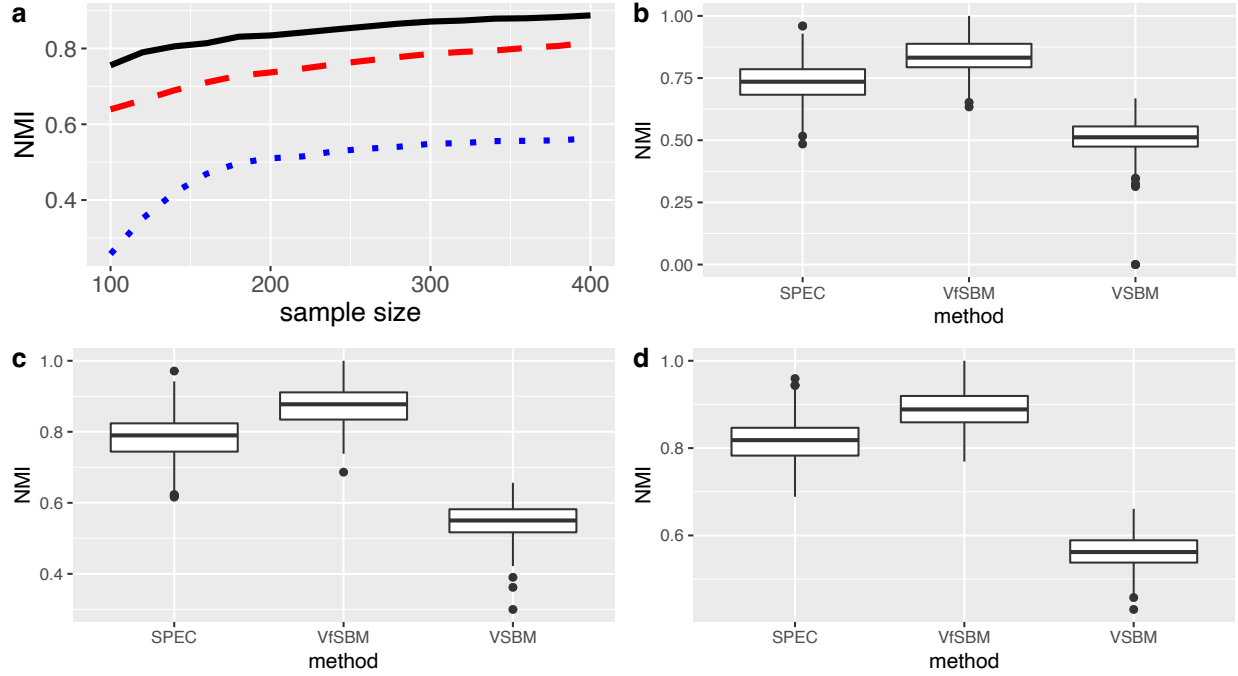 a
NMI
0.8
0.6
0.4
100 200 300 400
sample size
b
NMI
1.00
0.75
0.50
0.25
0.00
SPEC VfSBM VSBM
method
c
NMI
1.0
0.8
0.6
0.4
SPEC VfSBM VSBM
method
d
NMI
1.0
0.8
0.6
SPEC VfSBM VSBM
method